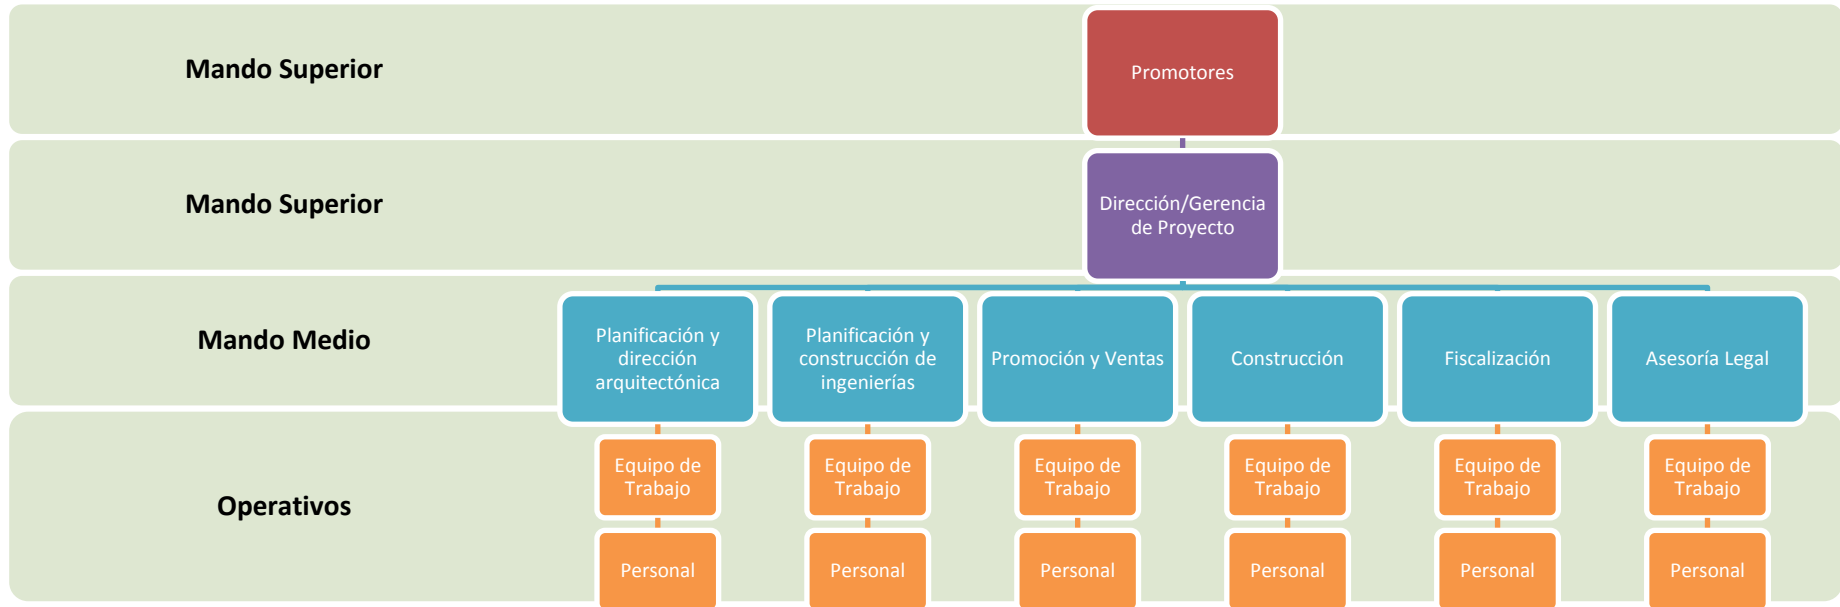 Mando Superior
Promotores
Mando Superior
Dirección/Gerencia
de Proyecto
Mando Medio
Planificación y
dirección
arquitectónica
Planificación y
construcción de
ingenierías
Promoción y Ventas
Construcción
Fiscalización
Asesoría Legal
Operativos
Equipo de
Trabajo
Equipo de
Trabajo
Equipo de
Trabajo
Equipo de
Trabajo
Equipo de
Trabajo
Equipo de
Trabajo
Personal
Personal
Personal
Personal
Personal
Personal